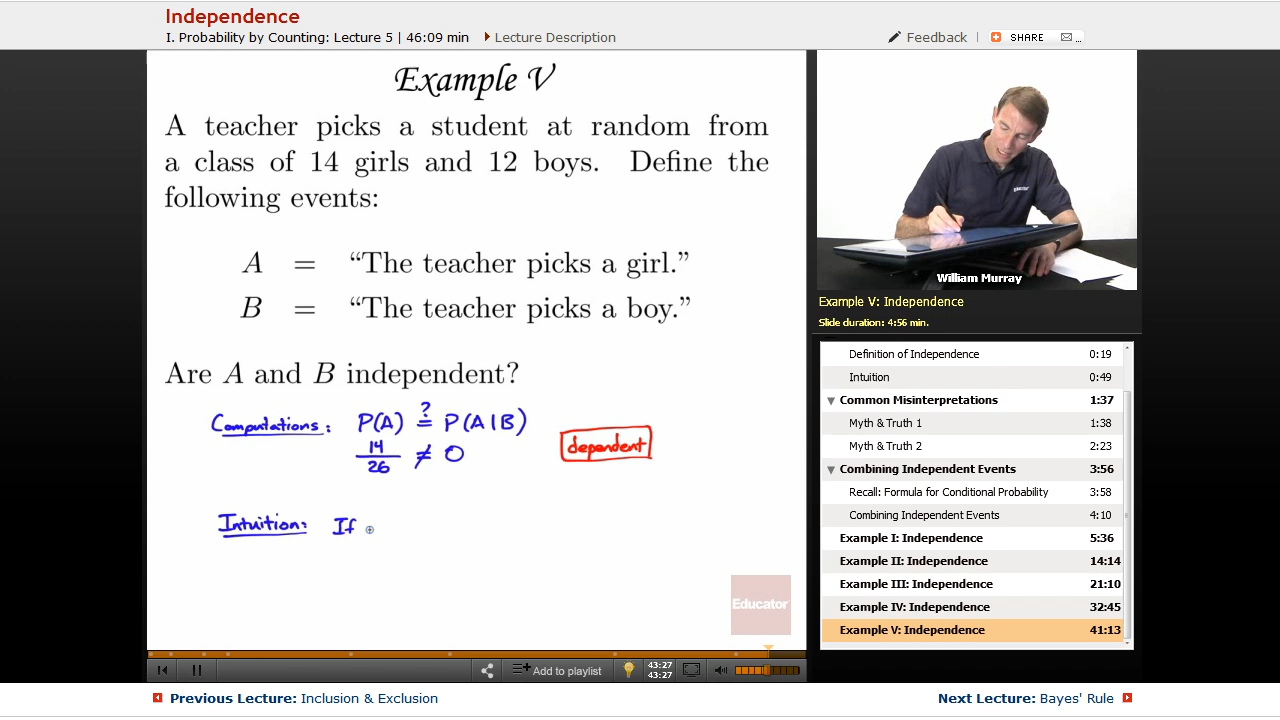 Independence
I. Probability by Counting: Lecture 5 | 46:09 min
Lecture Description
Feedback
SHARE
Example V
A teacher picks a student at random from
a class of 14 girls and 12 boys. Define the
following events:
A = “The teacher picks a girl.”
B = “The teacher picks a boy.”
Are A and B independent?
Computations: P(A) ?= P(A|B)
14/26 ≠ 0
dependent
Intuition: If
Educator
William Murray
Example V: Independence
Slide duration: 4:56 min.
Definition of Independence 0:19
Intuition 0:49
Common Misinterpretations 1:37
Myth & Truth 1 1:38
Myth & Truth 2 2:23
Combining Independent Events 3:56
Recall: Formula for Conditional Probability 3:58
Combining Independent Events 4:10
Example I: Independence 5:36
Example II: Independence 14:14
Example III: Independence 21:10
Example IV: Independence 32:45
Example V: Independence 41:13
Add to playlist
43:27
43:27
Previous Lecture: Inclusion & Exclusion
Next Lecture: Bayes' Rule